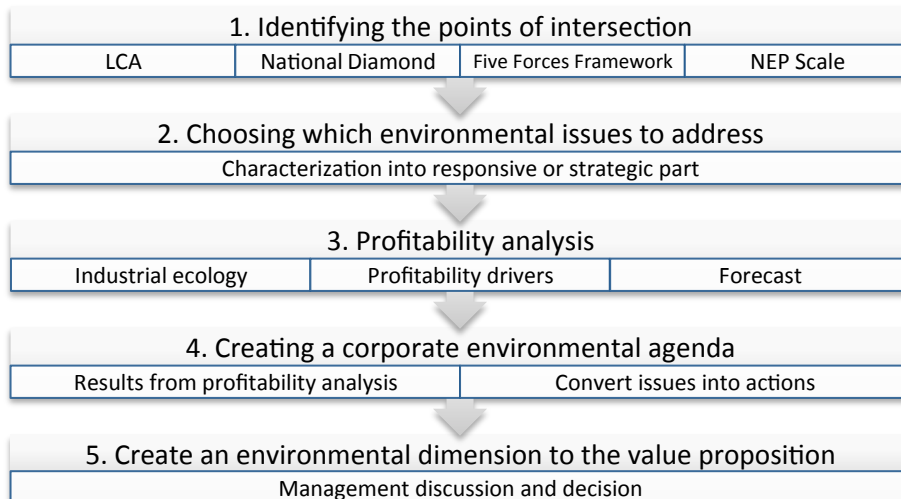 1. Identifying the points of intersection
LCA National Diamond Five Forces Framework NEP Scale
2. Choosing which environmental issues to address
Characterization into responsive or strategic part
3. Profitability analysis
Industrial ecology Profitability drivers Forecast
4. Creating a corporate environmental agenda
Results from profitability analysis Convert issues into actions
5. Create an environmental dimension to the value proposition
Management discussion and decision